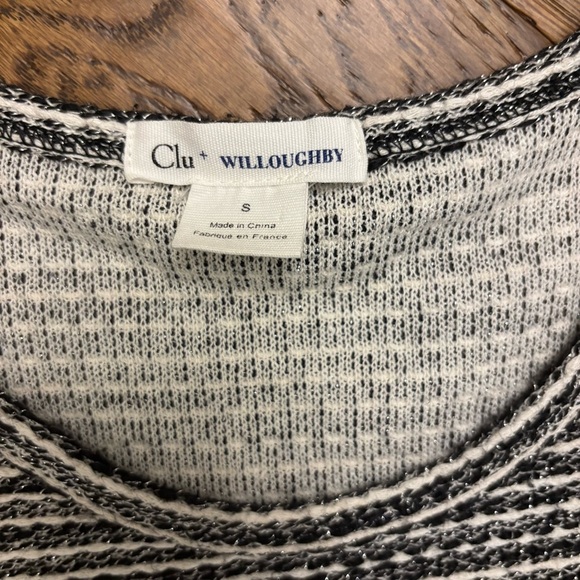 Clu + WILLOUGHBY
S
Made in China
Fabriqué en France